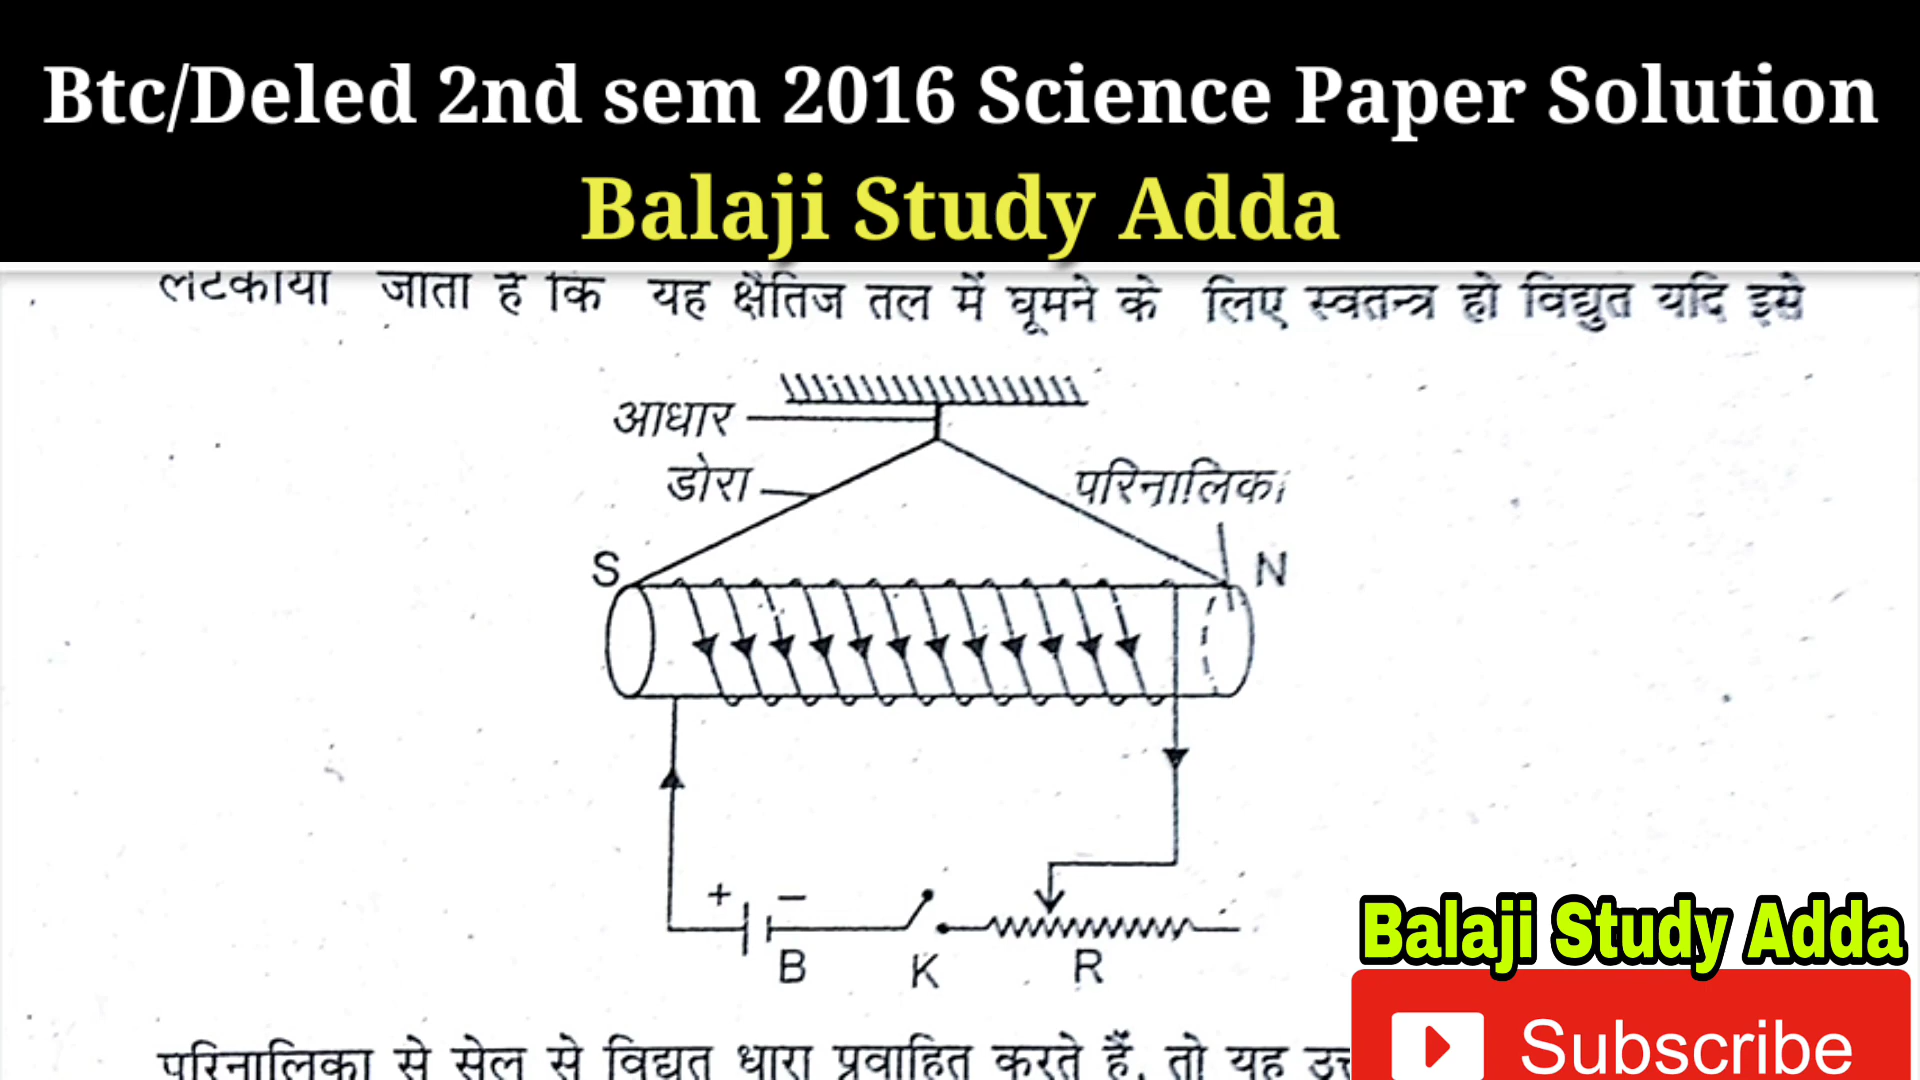 Btc/Deled 2nd sem 2016 Science Paper Solution
Balaji Study Adda
लटकाया जाता है कि यह क्षैतिज तल में घूमने के लिए स्वतन्त्र हो विद्युत यदि इसे
आधार
डोरा
परिनालिका
S
N
+ −
B K R
Balaji Study Adda
परिनालिका से सेल से विद्युत धारा प्रवाहित करते हैं, तो यह
Subscribe